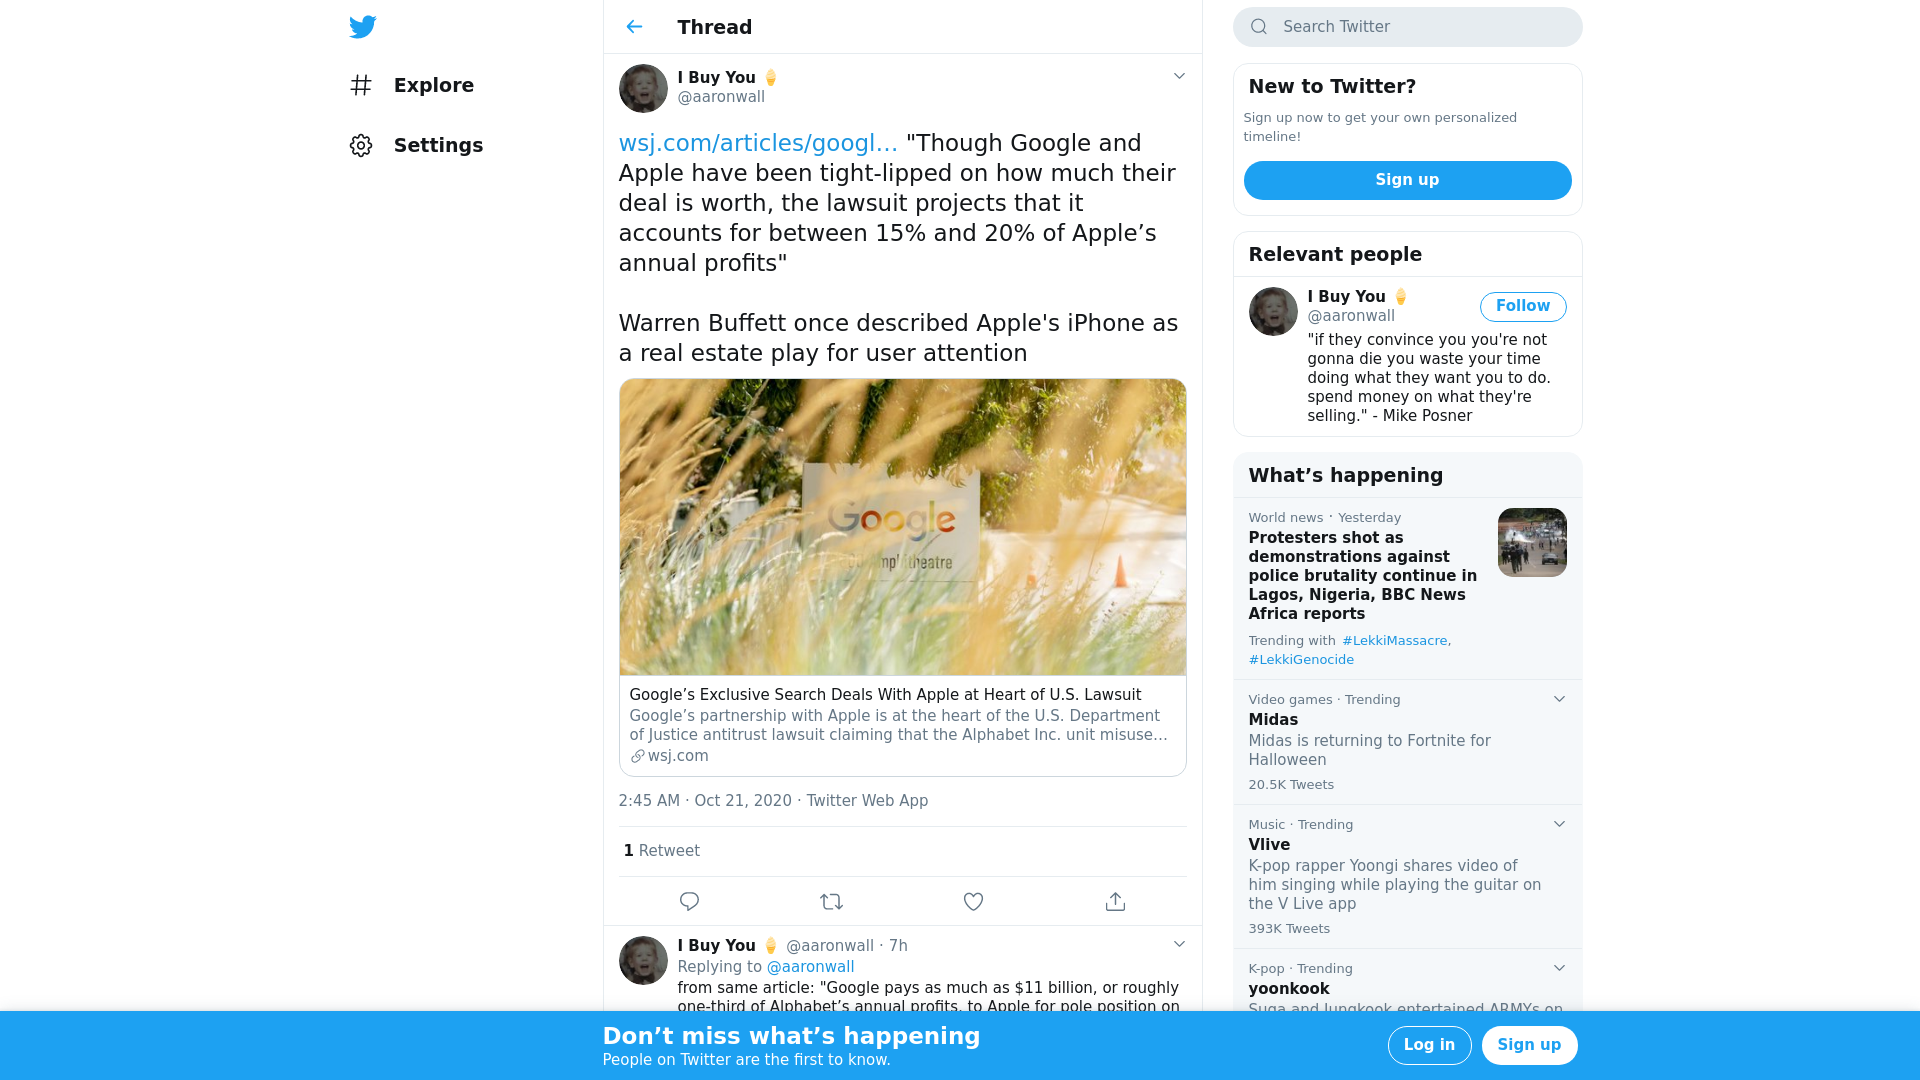 Explore
Settings
Thread
I Buy You
@aaronwall
wsj.com/articles/googl… "Though Google and
Apple have been tight-lipped on how much their
deal is worth, the lawsuit projects that it
accounts for between 15% and 20% of Apple’s
annual profits"
Warren Buffett once described Apple's iPhone as
a real estate play for user attention
Google
Google’s Exclusive Search Deals With Apple at Heart of U.S. Lawsuit
Google’s partnership with Apple is at the heart of the U.S. Department
of Justice antitrust lawsuit claiming that the Alphabet Inc. unit misuse…
wsj.com
2:45 AM · Oct 21, 2020 · Twitter Web App
1 Retweet
I Buy You @aaronwall · 7h
Replying to @aaronwall
from same article: "Google pays as much as $11 billion, or roughly
one-third of Alphabet’s annual profits, to Apple for pole position on
Search Twitter
New to Twitter?
Sign up now to get your own personalized
timeline!
Sign up
Relevant people
I Buy You
@aaronwall
Follow
"if they convince you you're not
gonna die you waste your time
doing what they want you to do.
spend money on what they're
selling." - Mike Posner
What’s happening
World news · Yesterday
Protesters shot as
demonstrations against
police brutality continue in
Lagos, Nigeria, BBC News
Africa reports
Trending with #LekkiMassacre,
#LekkiGenocide
Video games · Trending
Midas
Midas is returning to Fortnite for
Halloween
20.5K Tweets
Music · Trending
Vlive
K-pop rapper Yoongi shares video of
him singing while playing the guitar on
the V Live app
393K Tweets
K-pop · Trending
yoonkook
Suga and Jungkook entertained ARMYs on
Don’t miss what’s happening
People on Twitter are the first to know.
Log in
Sign up